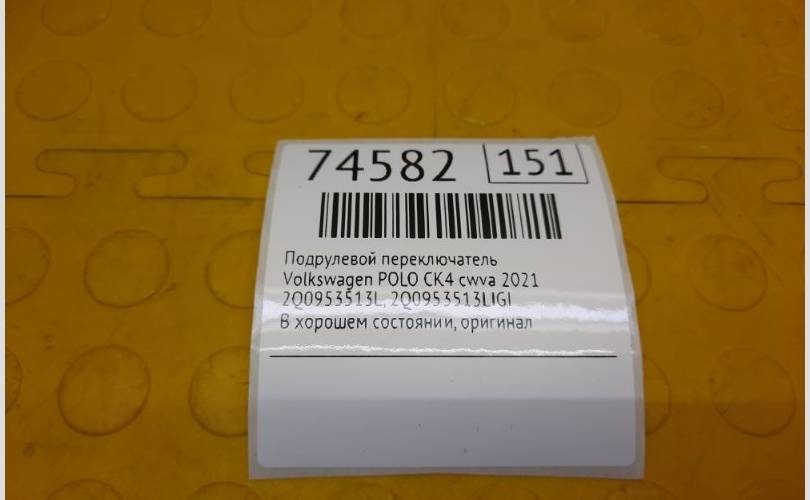 74582 151
Подрулевой переключатель
Volkswagen POLO CK4 cwva 2021
2Q0953513L, 2Q0953513LIGI
В хорошем состоянии, оригинал